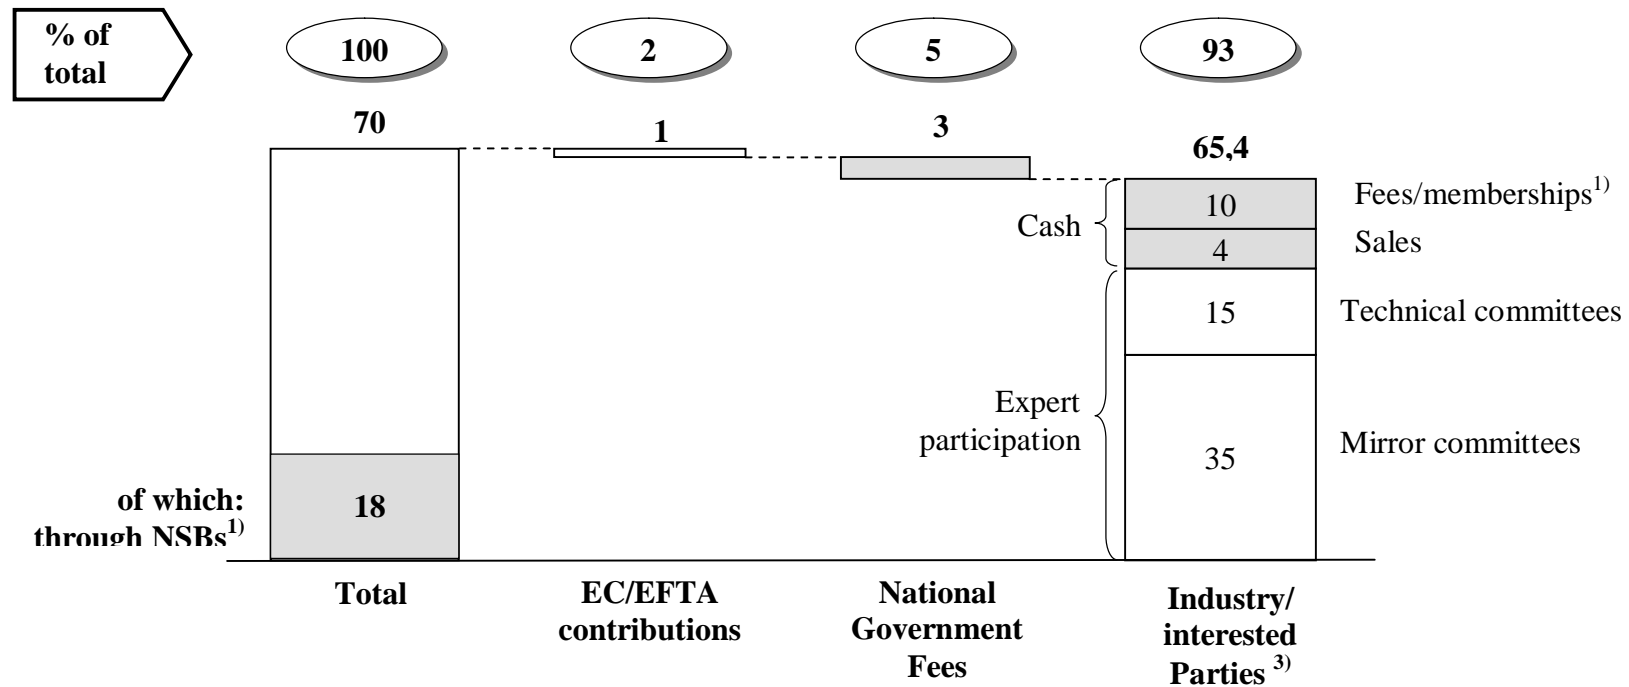 % of
total
100
2
5
93
70
1
3
65,4
10
Fees/memberships1)
Cash
4
Sales
15
Technical committees
Expert
participation
35
Mirror committees
of which:
through NSBs1)
18
Total
EC/EFTA
contributions
National
Government
Fees
Industry/
interested
Parties 3)